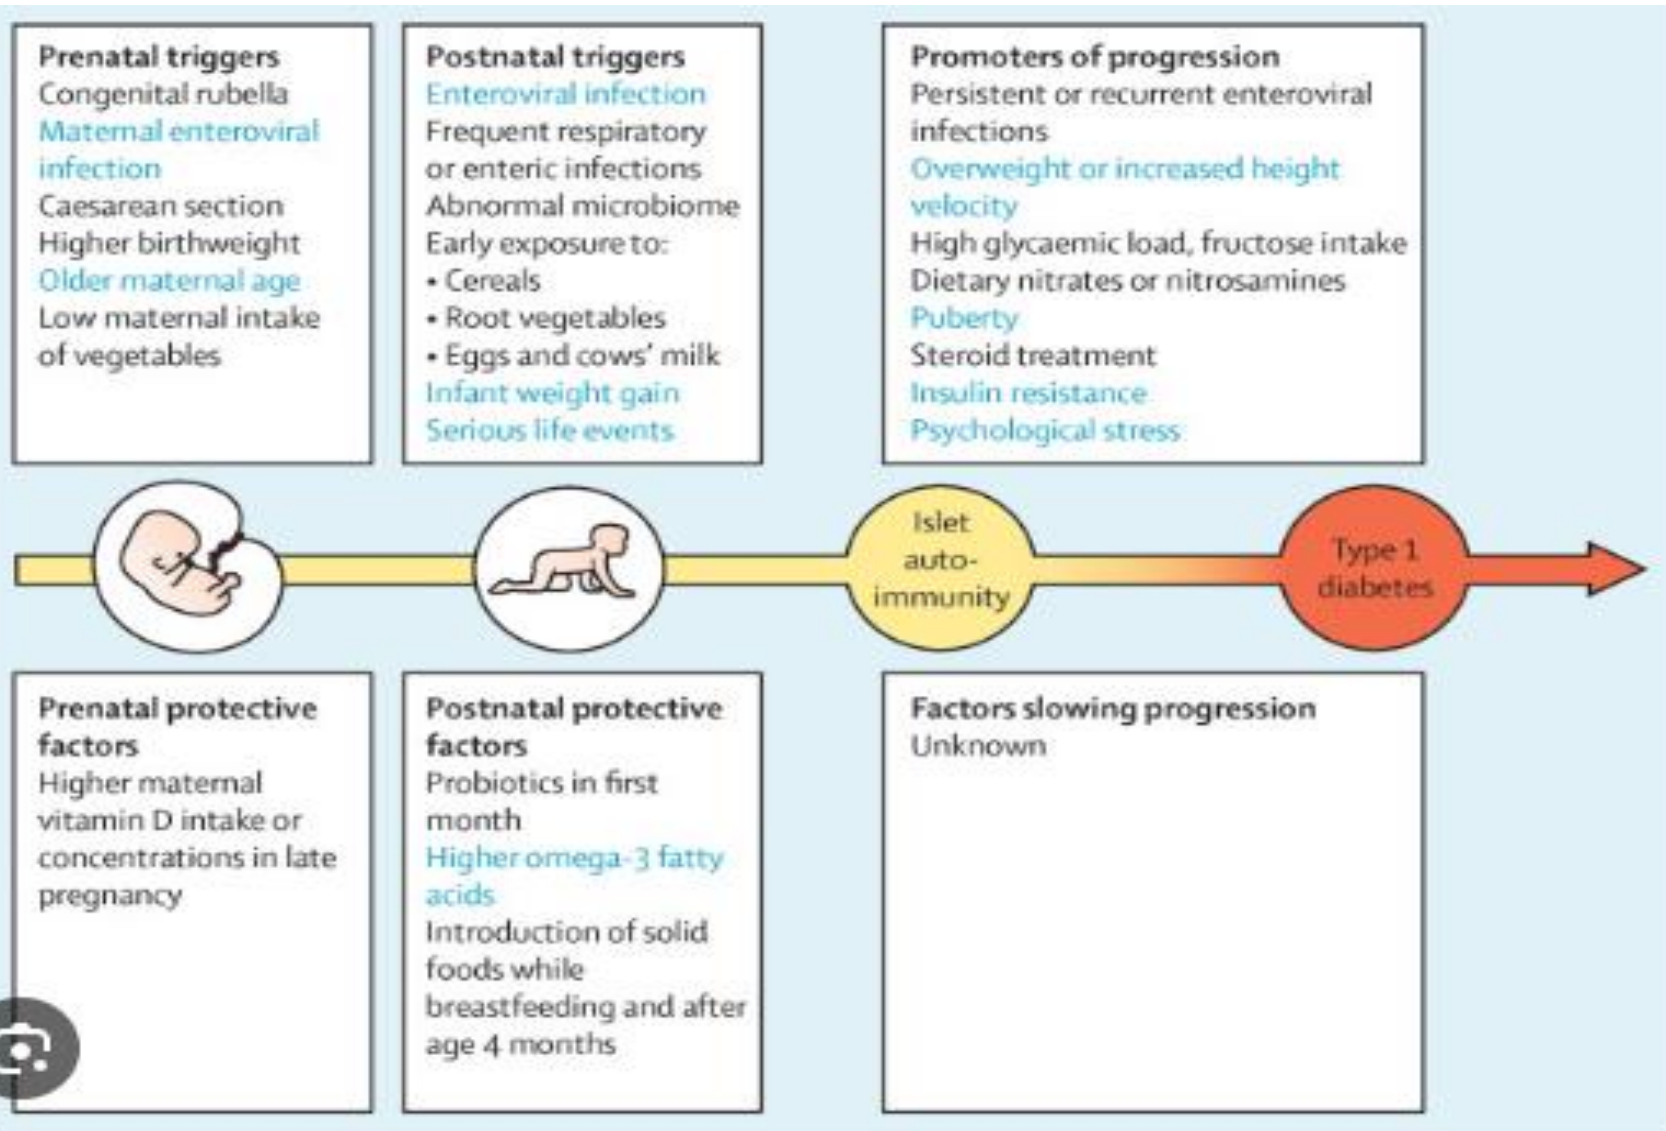 Prenatal triggers
Congenital rubella
Maternal enteroviral
infection
Caesarean section
Higher birthweight
Older maternal age
Low maternal intake
of vegetables
Postnatal triggers
Enteroviral infection
Frequent respiratory
or enteric infections
Abnormal microbiome
Early exposure to:
• Cereals
• Root vegetables
• Eggs and cows' milk
Infant weight gain
Serious life events
Promoters of progression
Persistent or recurrent enteroviral
infections
Overweight or increased height
velocity
High glycaemic load, fructose intake
Dietary nitrates or nitrosamines
Puberty
Steroid treatment
Insulin resistance
Psychological stress
Islet
auto-
immunity
Type 1
diabetes
Prenatal protective
factors
Higher maternal
vitamin D intake or
concentrations in late
pregnancy
Postnatal protective
factors
Probiotics in first
month
Higher omega-3 fatty
acids
Introduction of solid
foods while
breastfeeding and after
age 4 months
Factors slowing progression
Unknown